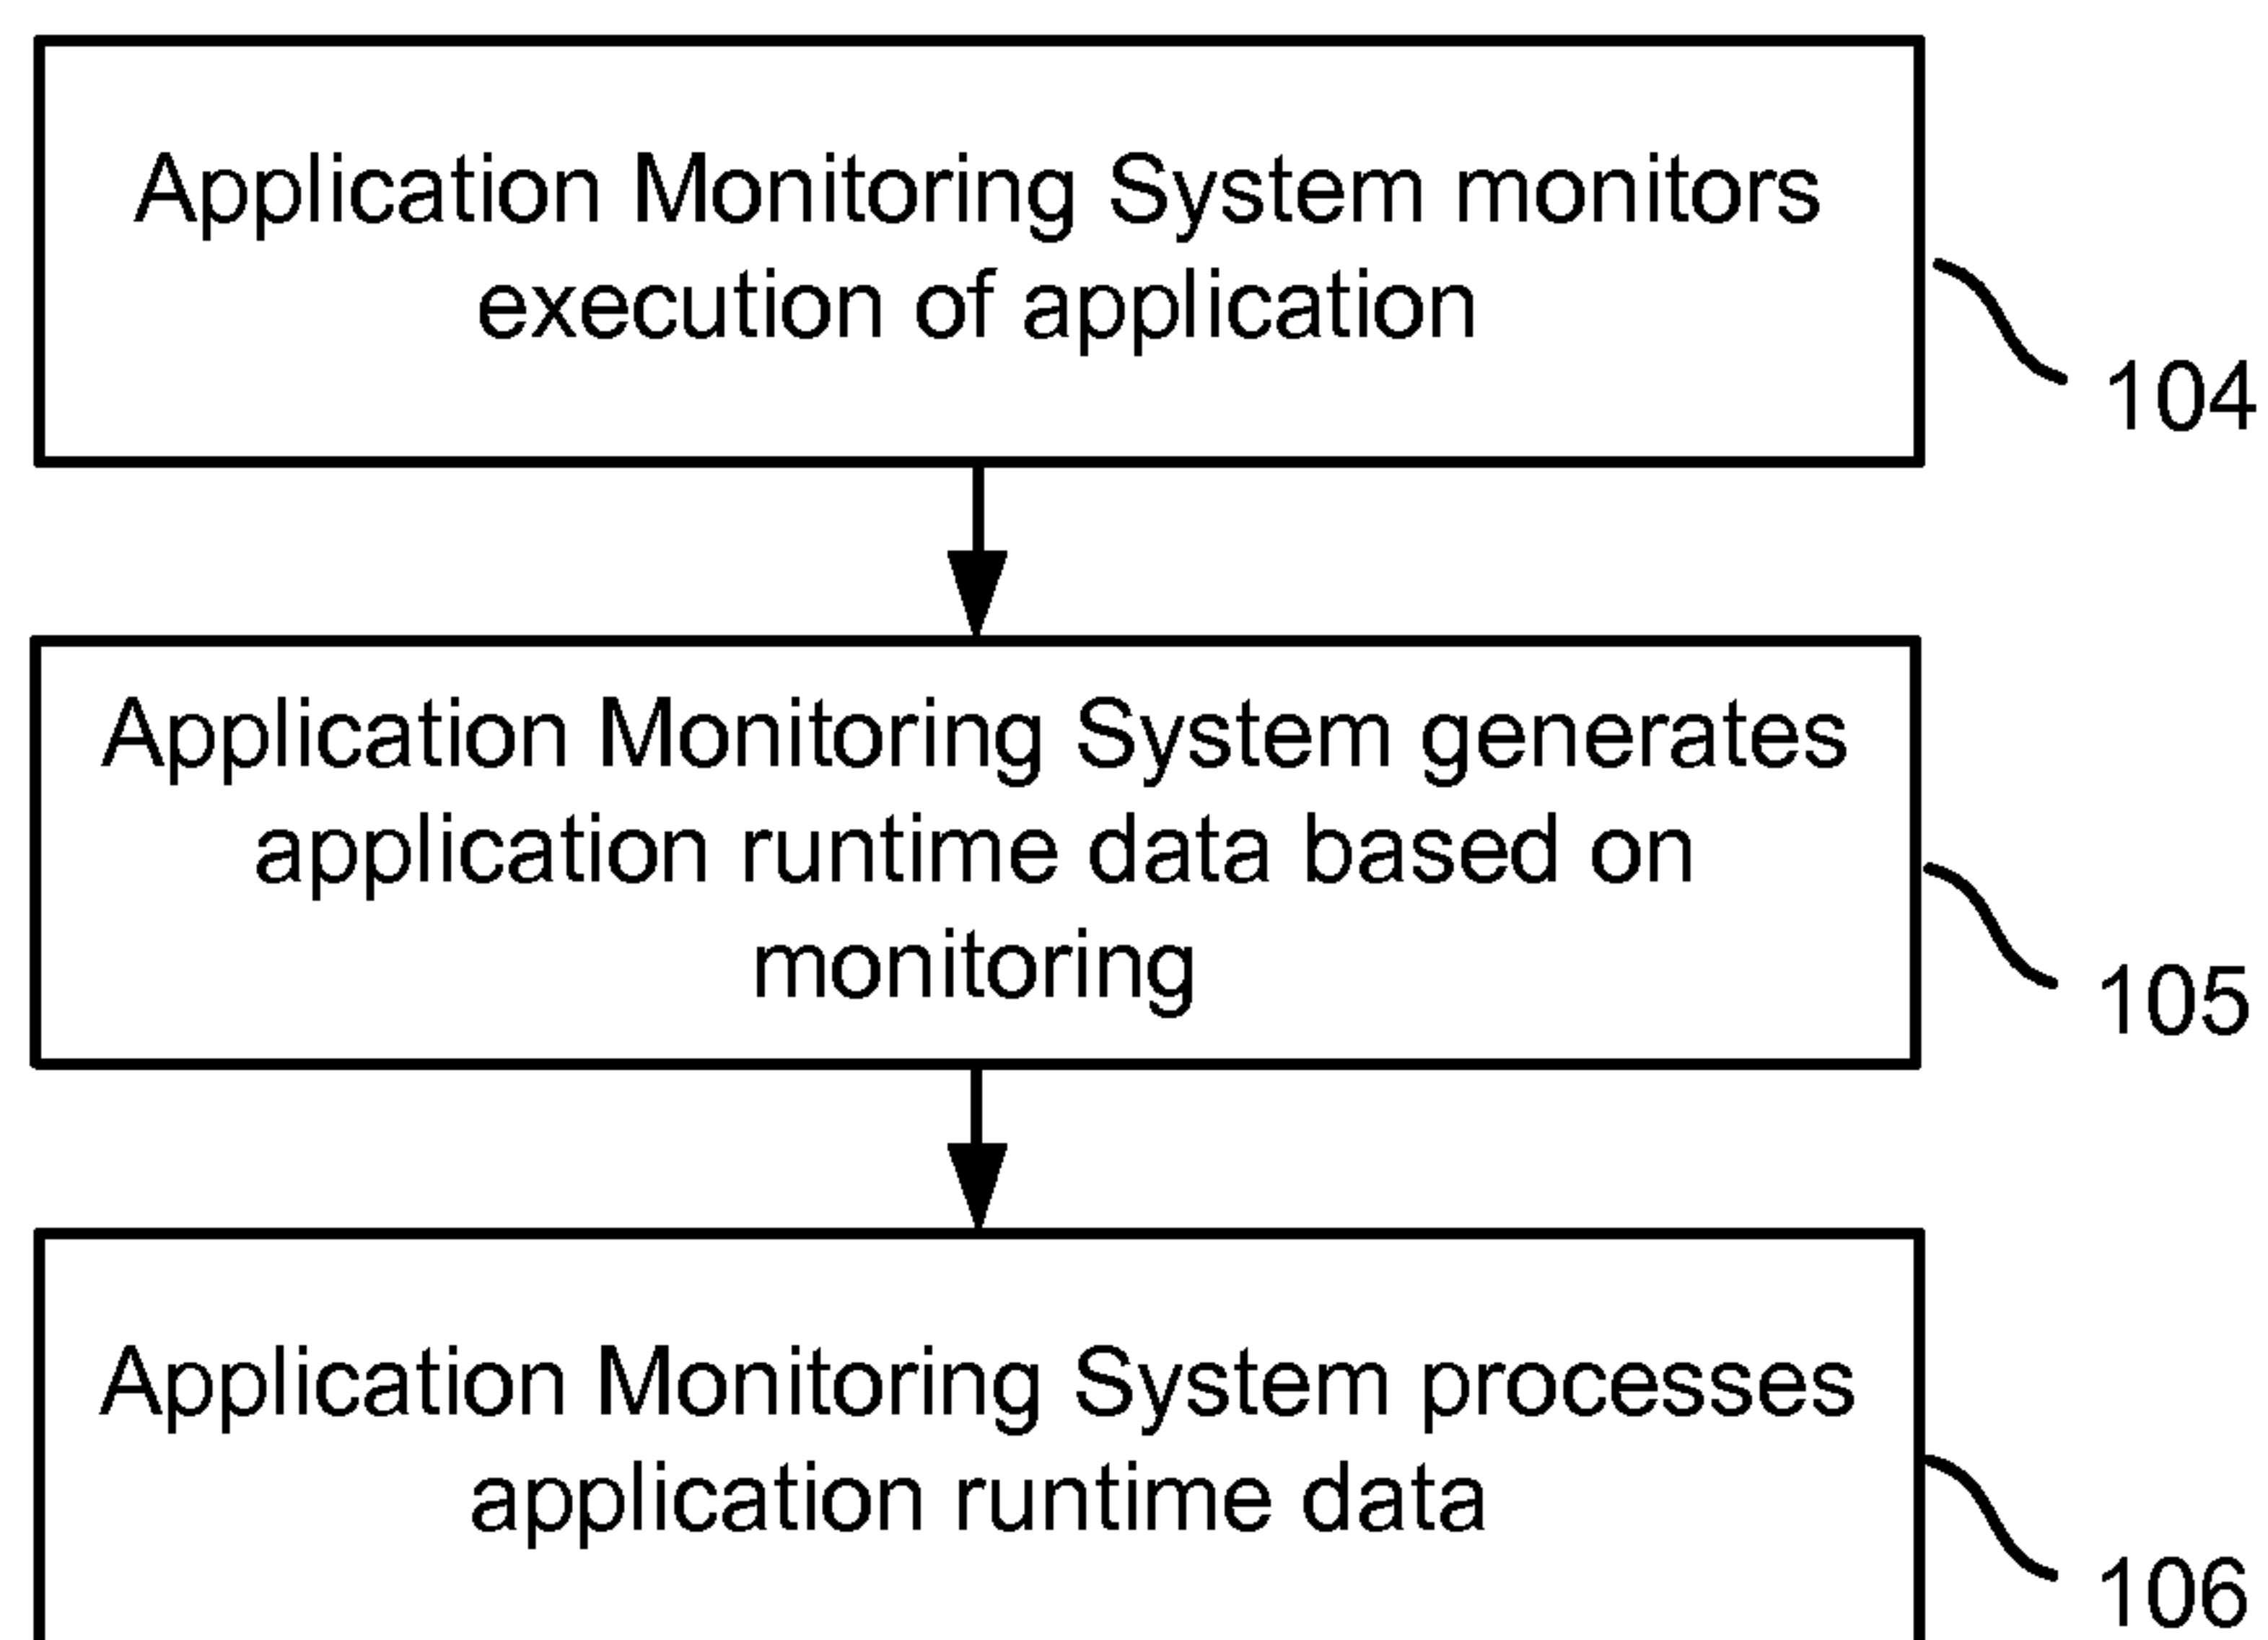 Application Monitoring System monitors
execution of application
104
Application Monitoring System generates
application runtime data based on
monitoring
105
Application Monitoring System processes
application runtime data
106